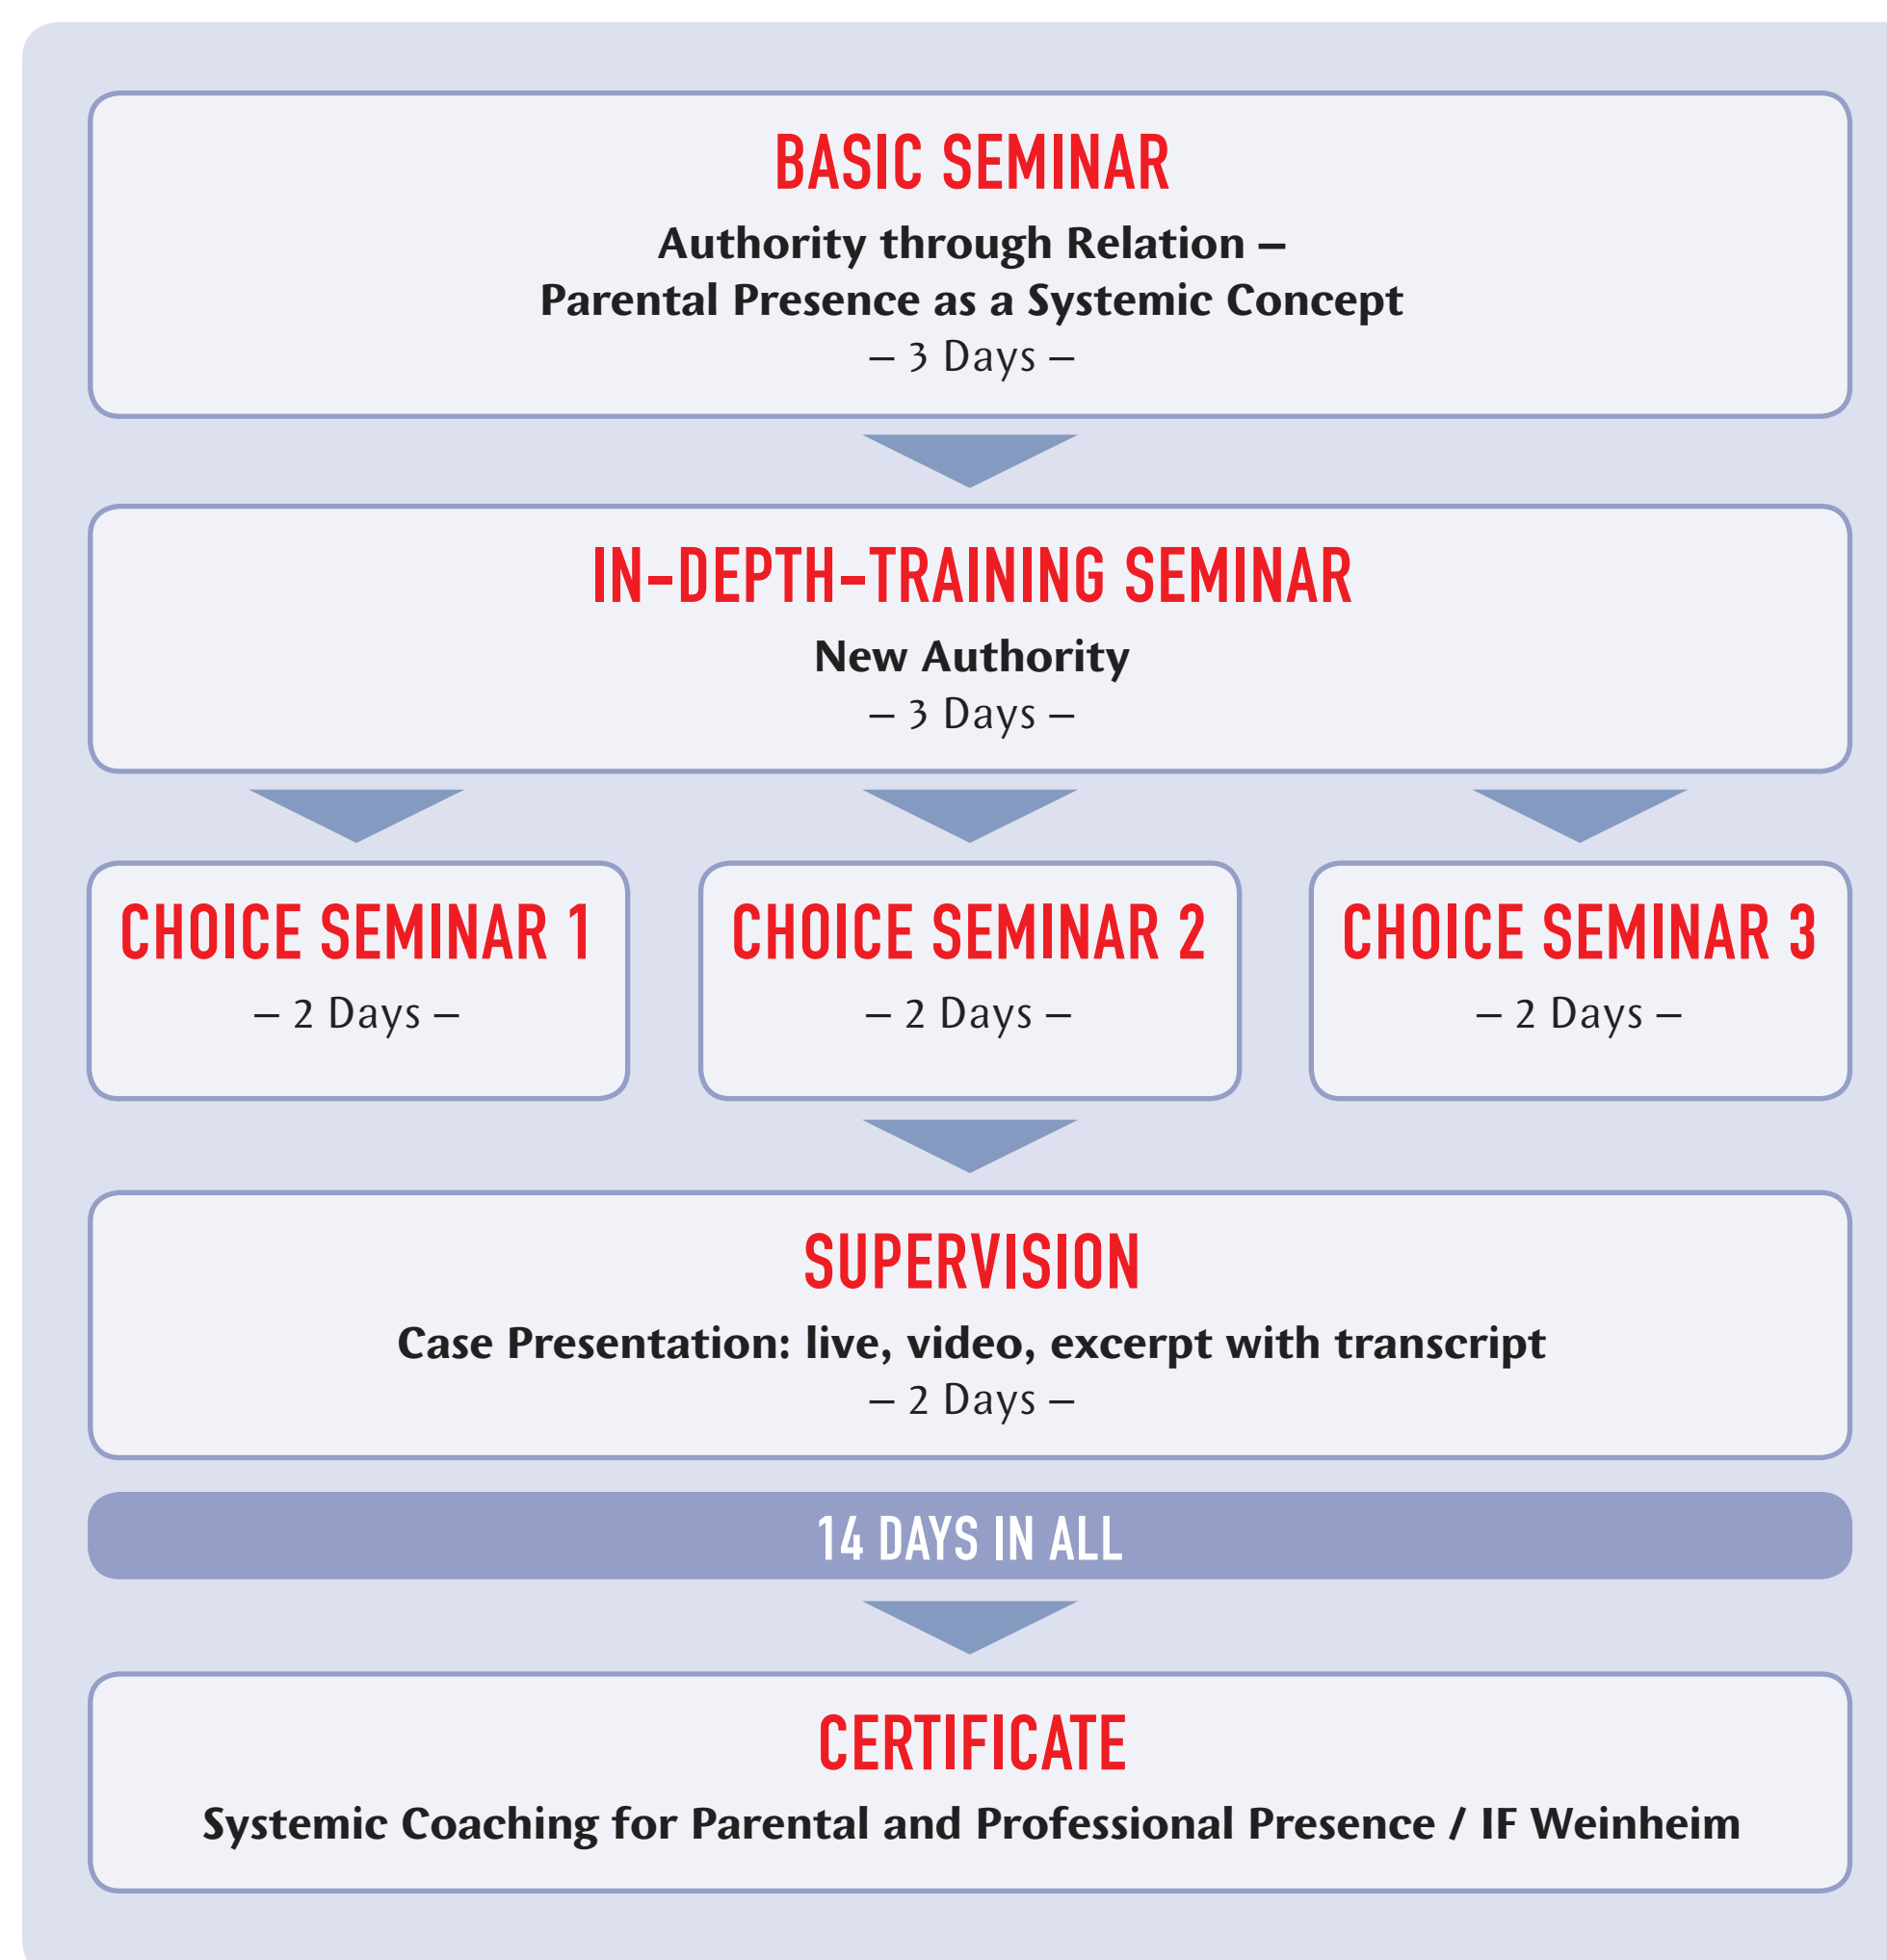 BASIC SEMINAR
Authority through Relation –
Parental Presence as a Systemic Concept
– 3 Days –
IN-DEPTH-TRAINING SEMINAR
New Authority
– 3 Days –
CHOICE SEMINAR 1
– 2 Days –
CHOICE SEMINAR 2
– 2 Days –
CHOICE SEMINAR 3
– 2 Days –
SUPERVISION
Case Presentation: live, video, excerpt with transcript
– 2 Days –
14 DAYS IN ALL
CERTIFICATE
Systemic Coaching for Parental and Professional Presence / IF Weinheim